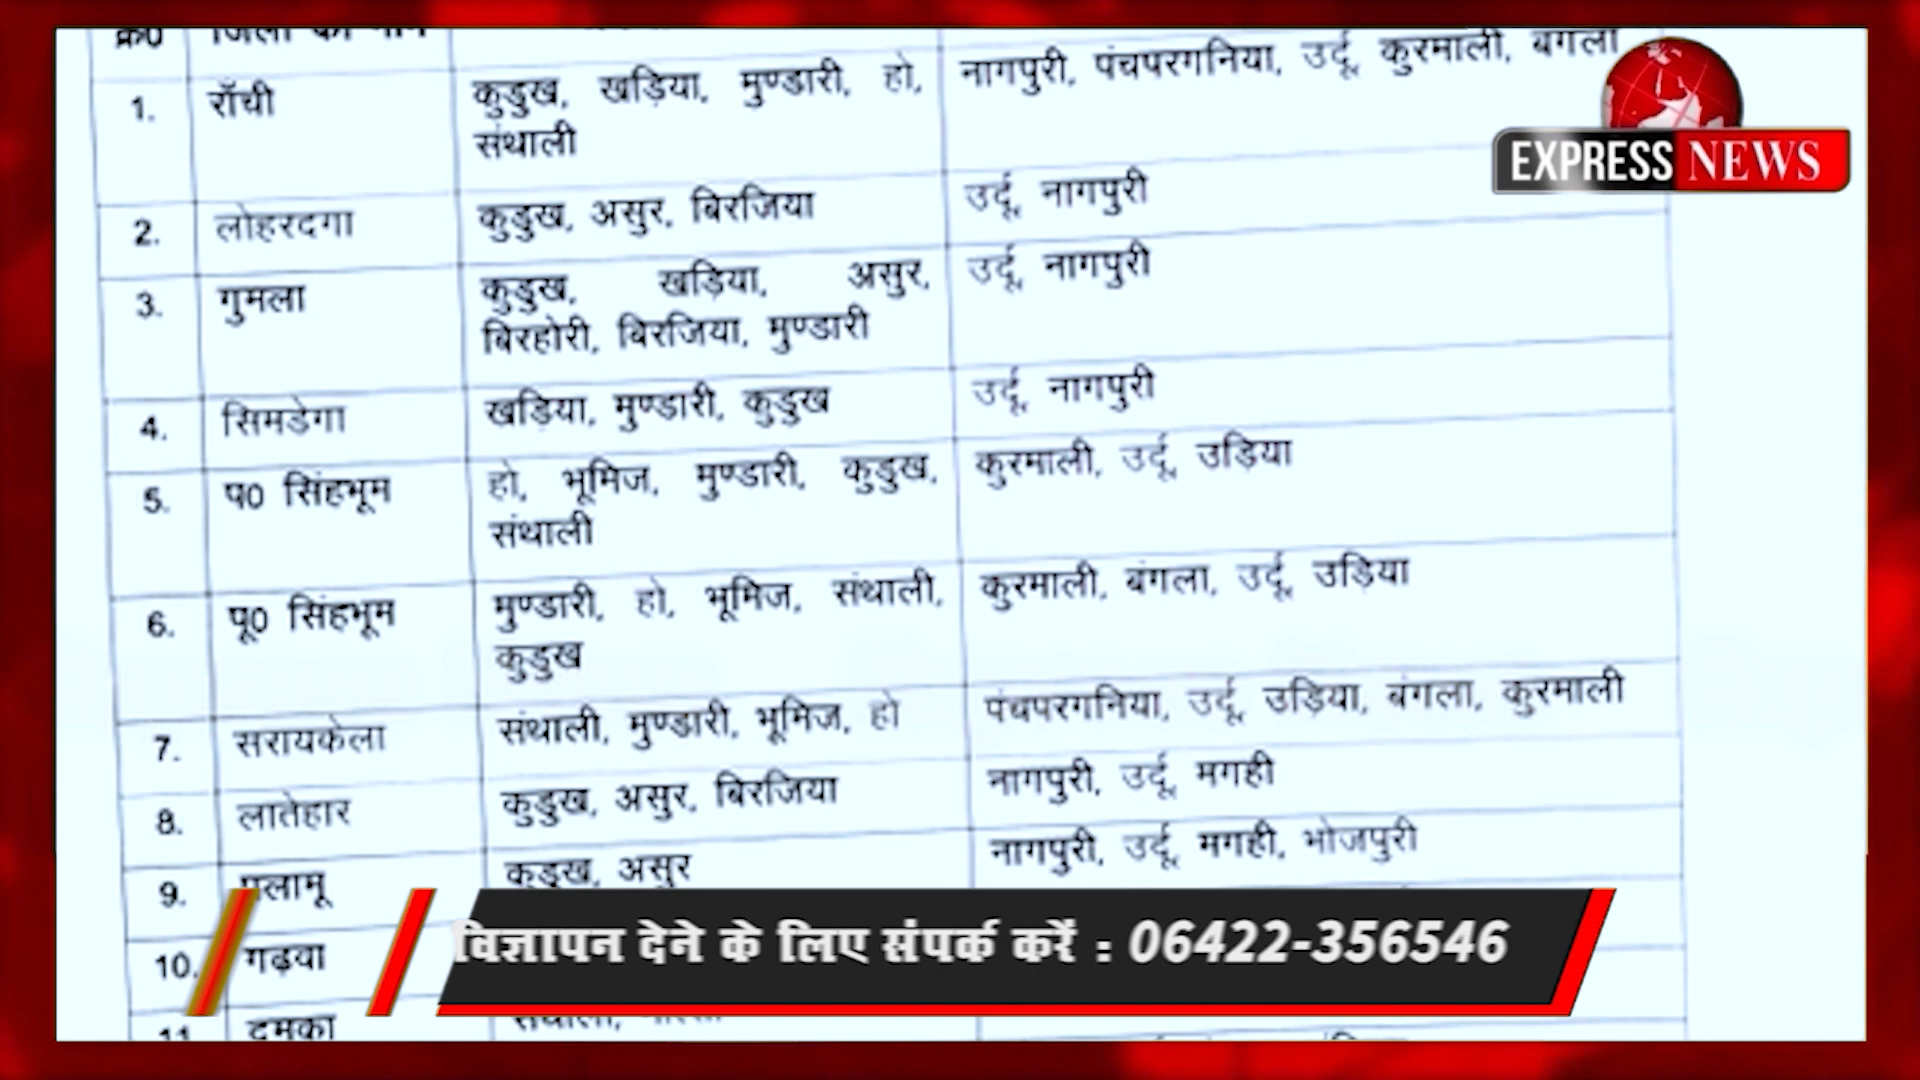 क्र0 जिला का नाम
1. राँची कुडुख, खड़िया, मुण्डारी, हो, नागपुरी, पंचपरगनिया, उर्दू, कुरमाली, बंगला
संथाली
EXPRESS NEWS
2. लोहरदगा कुडुख, असुर, बिरजिया उर्दू, नागपुरी
3. गुमला कुडुख, खड़िया, असुर, उर्दू, नागपुरी
बिरहोरी, बिरजिया, मुण्डारी
4. सिमडेगा खड़िया, मुण्डारी, कुडुख उर्दू, नागपुरी
5. प0 सिंहभूम हो, भूमिज, मुण्डारी, कुडुख, कुरमाली, उर्दू, उड़िया
संथाली
6. पू0 सिंहभूम मुण्डारी, हो, भूमिज, संथाली, कुरमाली, बंगला, उर्दू, उड़िया
कुडुख
7. सरायकेला संथाली, मुण्डारी, भूमिज, हो पंचपरगनिया, उर्दू, उड़िया, बंगला, कुरमाली
8. लातेहार कुडुख, असुर, बिरजिया नागपुरी, उर्दू, मगही
9. पलामू कुडुख, असुर नागपुरी, उर्दू, मगही, भोजपुरी
विज्ञापन देने के लिए संपर्क करें : 06422-356546
10. गढ़वा
11. दुमका संथाली,